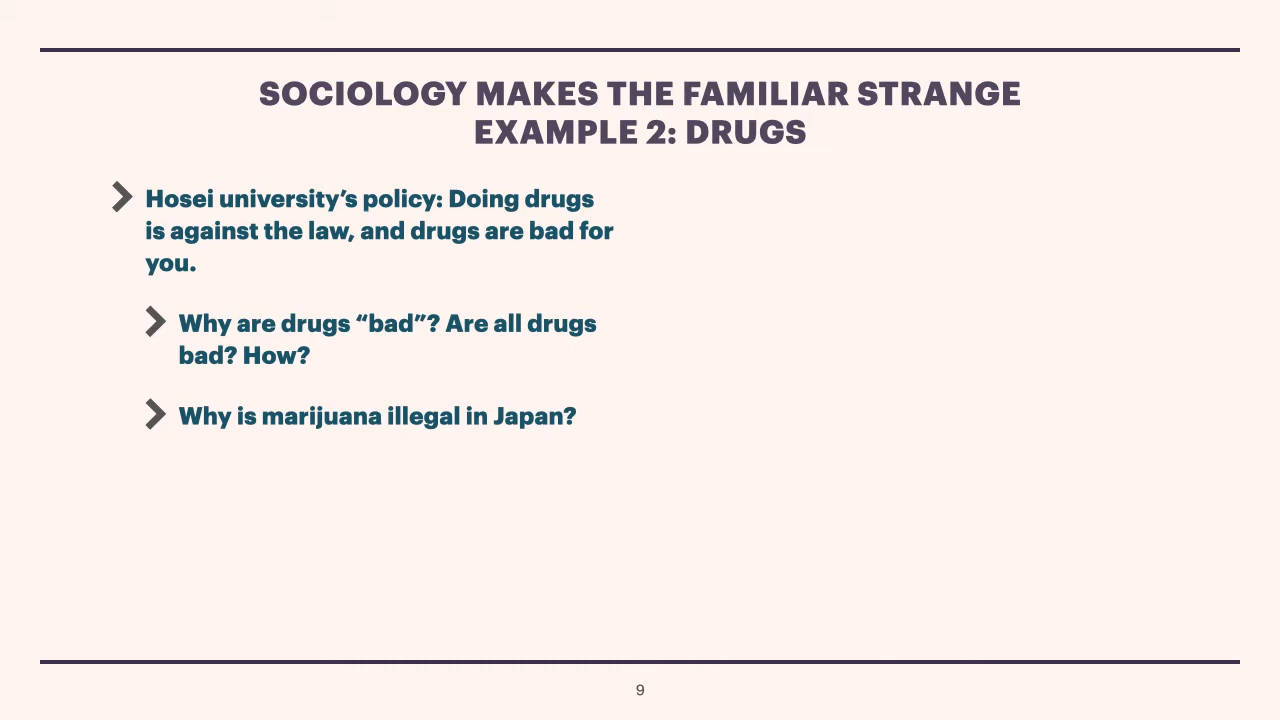 SOCIOLOGY MAKES THE FAMILIAR STRANGE
EXAMPLE 2: DRUGS
Hosei university’s policy: Doing drugs
is against the law, and drugs are bad for
you.
Why are drugs “bad”? Are all drugs
bad? How?
Why is marijuana illegal in Japan?
9